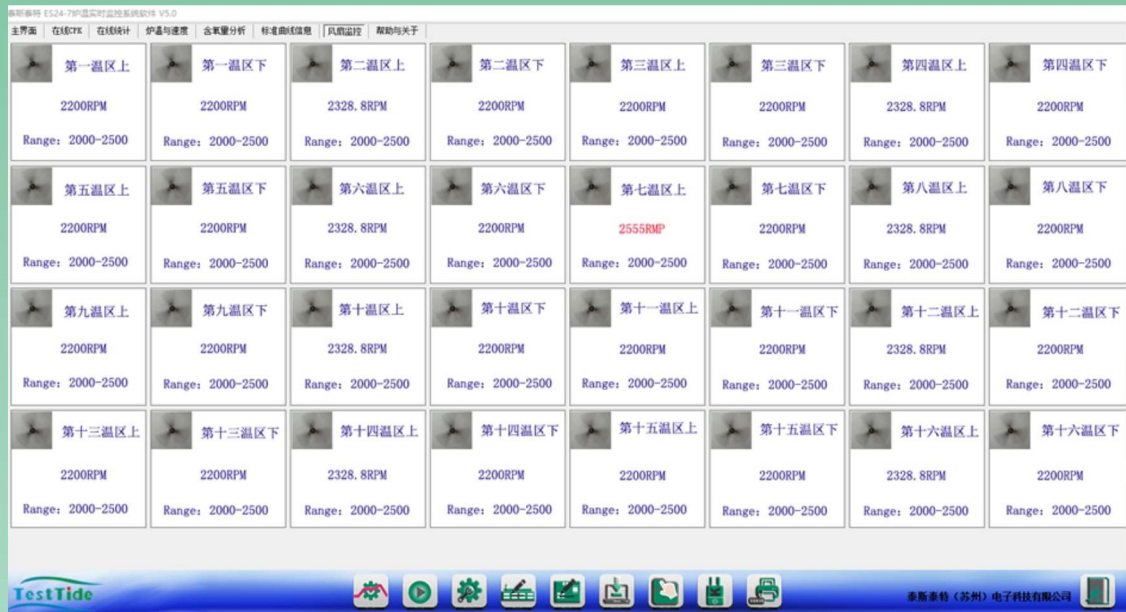 泰斯泰特 ES24-7炉温实时监控系统软件 V5.0
主界面 在线CPK 在线统计 炉温与速度 含氧量分析 标准曲线信息 风扇监控 帮助与关于
第一温区上 第一温区下 第二温区上 第二温区下 第三温区上 第三温区下 第四温区上 第四温区下
2200RPM 2200RPM 2328.8RPM 2200RPM 2200RPM 2200RPM 2328.8RPM 2200RPM
Range: 2000-2500 Range: 2000-2500 Range: 2000-2500 Range: 2000-2500 Range: 2000-2500 Range: 2000-2500 Range: 2000-2500 Range: 2000-2500
第五温区上 第五温区下 第六温区上 第六温区下 第七温区上 第七温区下 第八温区上 第八温区下
2200RPM 2200RPM 2328.8RPM 2200RPM 2555RMP 2200RPM 2328.8RPM 2200RPM
Range: 2000-2500 Range: 2000-2500 Range: 2000-2500 Range: 2000-2500 Range: 2000-2500 Range: 2000-2500 Range: 2000-2500 Range: 2000-2500
第九温区上 第九温区下 第十温区上 第十温区下 第十一温区上 第十一温区下 第十二温区上 第十二温区下
2200RPM 2200RPM 2328.8RPM 2200RPM 2200RPM 2200RPM 2328.8RPM 2200RPM
Range: 2000-2500 Range: 2000-2500 Range: 2000-2500 Range: 2000-2500 Range: 2000-2500 Range: 2000-2500 Range: 2000-2500 Range: 2000-2500
第十三温区上 第十三温区下 第十四温区上 第十四温区下 第十五温区上 第十五温区下 第十六温区上 第十六温区下
2200RPM 2200RPM 2328.8RPM 2200RPM 2200RPM 2200RPM 2328.8RPM 2200RPM
Range: 2000-2500 Range: 2000-2500 Range: 2000-2500 Range: 2000-2500 Range: 2000-2500 Range: 2000-2500 Range: 2000-2500 Range: 2000-2500
TestTide 泰斯泰特（苏州）电子科技有限公司